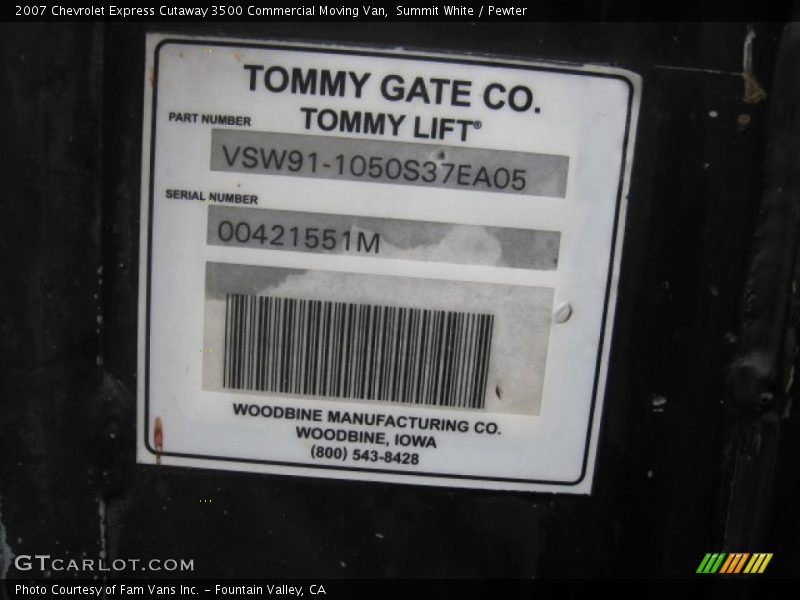 2007 Chevrolet Express Cutaway 3500 Commercial Moving Van,  Summit White / Pewter
TOMMY GATE CO.
TOMMY LIFT®
PART NUMBER
VSW91-1050S37EA05
SERIAL NUMBER
00421551M
WOODBINE MANUFACTURING CO.
WOODBINE, IOWA
(800) 543-8428
GTcarlot.com
Photo Courtesy of Fam Vans Inc. - Fountain Valley, CA